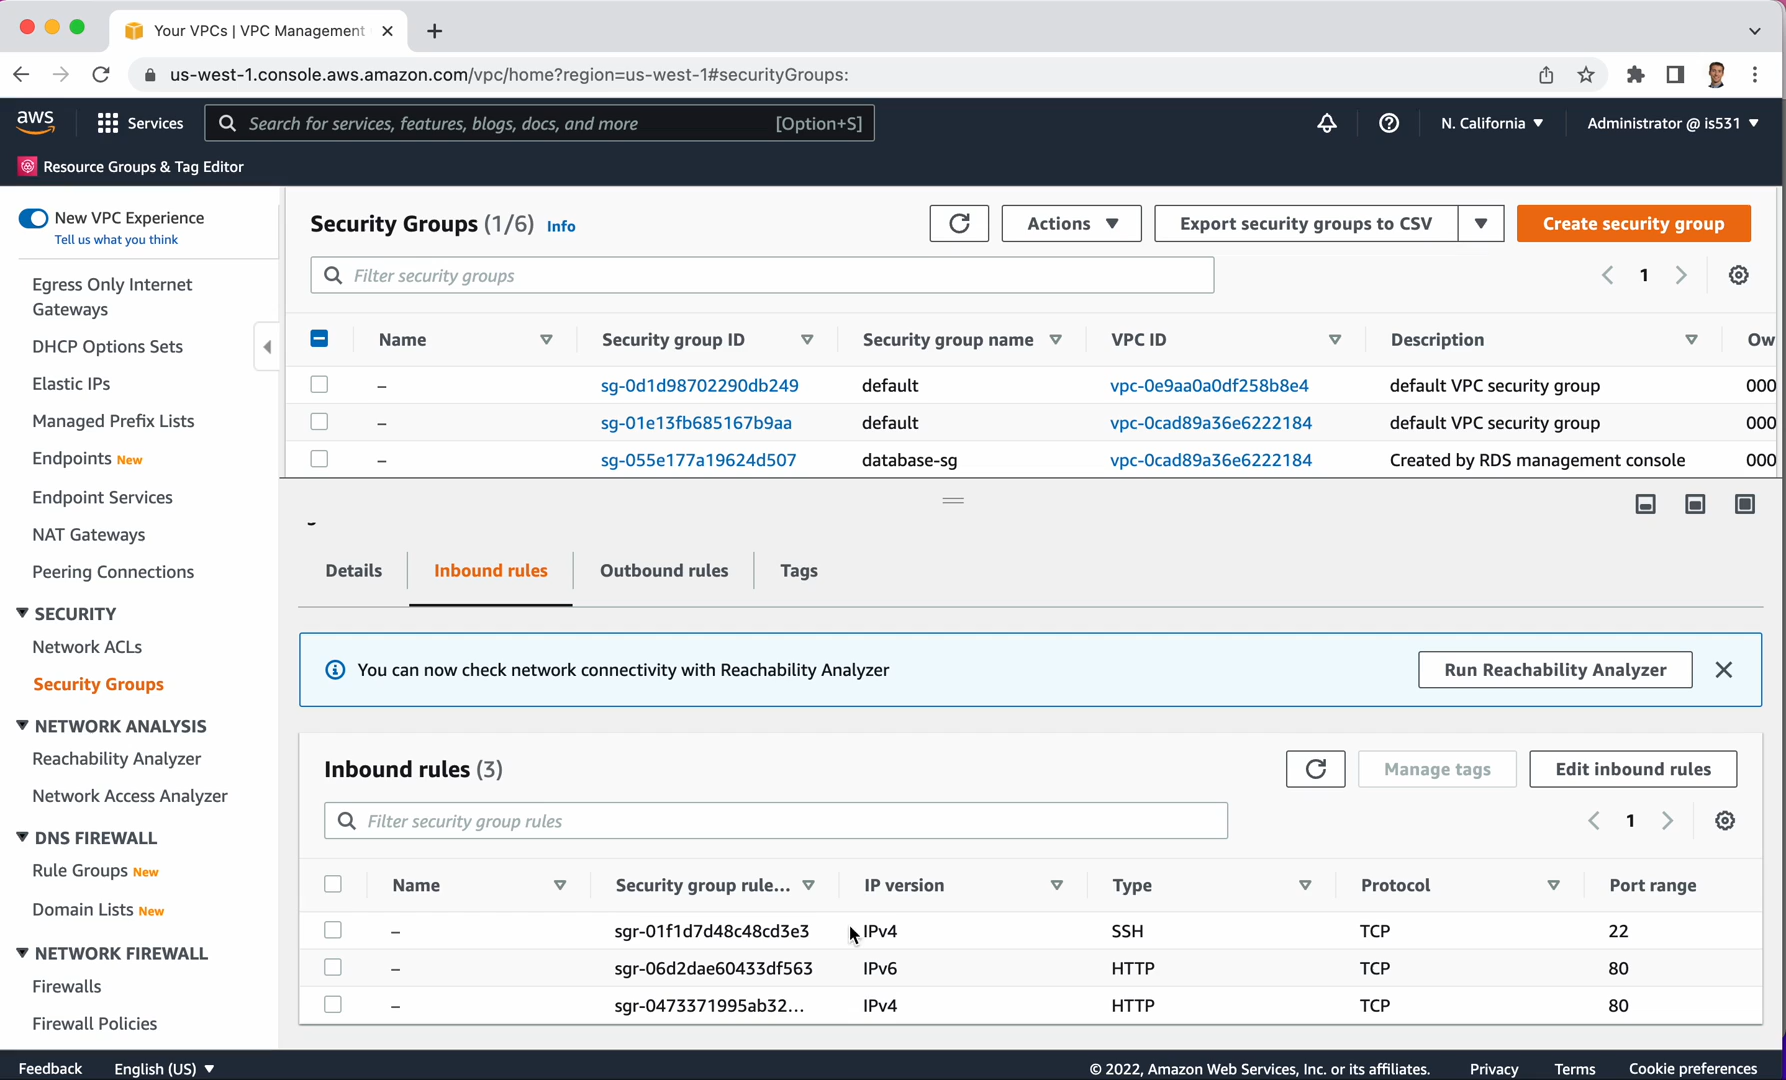 Your VPCs | VPC Management
us-west-1.console.aws.amazon.com/vpc/home?region=us-west-1#securityGroups:
aws
Services
Search for services, features, blogs, docs, and more
[Option+S]
N. California
Administrator @ is531
Resource Groups & Tag Editor
New VPC Experience
Tell us what you think
Egress Only Internet
Gateways
DHCP Options Sets
Elastic IPs
Managed Prefix Lists
Endpoints New
Endpoint Services
NAT Gateways
Peering Connections
SECURITY
Network ACLs
Security Groups
NETWORK ANALYSIS
Reachability Analyzer
Network Access Analyzer
DNS FIREWALL
Rule Groups New
Domain Lists New
NETWORK FIREWALL
Firewalls
Firewall Policies
Security Groups (1/6) Info
Actions
Export security groups to CSV
Create security group
Filter security groups
1
Name Security group ID Security group name VPC ID Description Ow
– sg-0d1d98702290db249 default vpc-0e9aa0a0df258b8e4 default VPC security group 000
– sg-01e13fb685167b9aa default vpc-0cad89a36e6222184 default VPC security group 000
– sg-055e177a19624d507 database-sg vpc-0cad89a36e6222184 Created by RDS management console 000
Details
Inbound rules
Outbound rules
Tags
You can now check network connectivity with Reachability Analyzer
Run Reachability Analyzer
Inbound rules (3)
Manage tags
Edit inbound rules
Filter security group rules
1
Name Security group rule... IP version Type Protocol Port range
– sgr-01f1d7d48c48cd3e3 IPv4 SSH TCP 22
– sgr-06d2dae60433df563 IPv6 HTTP TCP 80
– sgr-0473371995ab32... IPv4 HTTP TCP 80
Feedback
English (US)
© 2022, Amazon Web Services, Inc. or its affiliates.
Privacy
Terms
Cookie preferences